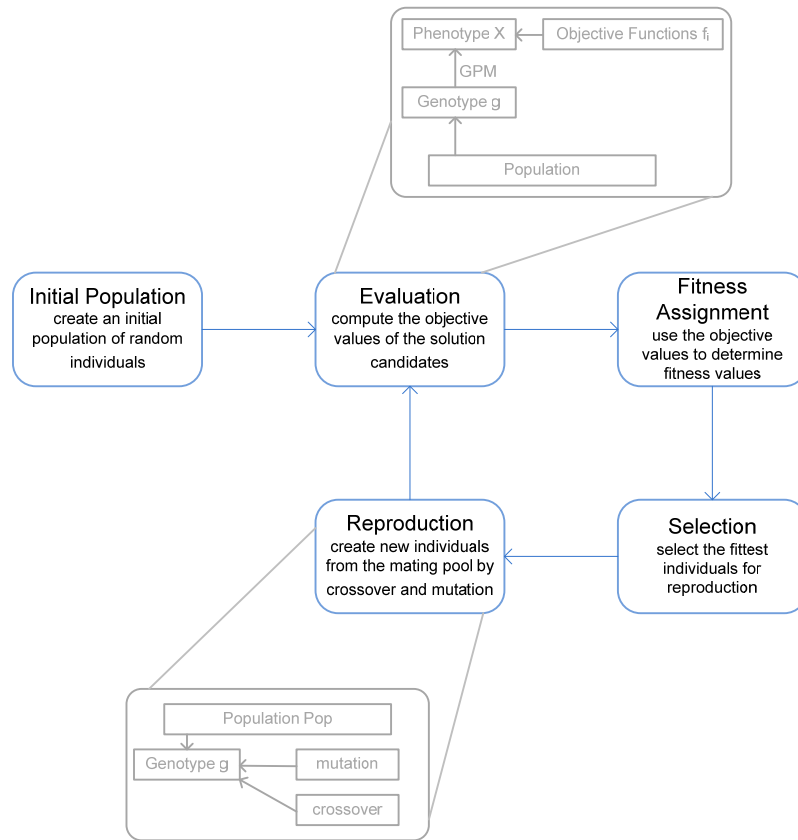 Phenotype X
Objective Functions fi
GPM
Genotype g
Population
Initial Population
create an initial
population of random
individuals
Evaluation
compute the objective
values of the solution
candidates
Fitness
Assignment
use the objective
values to determine
fitness values
Reproduction
create new individuals
from the mating pool by
crossover and mutation
Selection
select the fittest
individuals for
reproduction
Population Pop
Genotype g
mutation
crossover